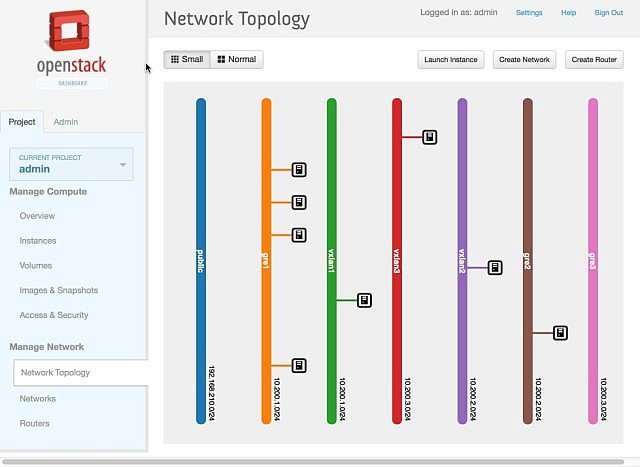 Network Topology
Logged in as: admin
Settings
Help
Sign Out
openstack
DASHBOARD
Small
Normal
Launch Instance
Create Network
Create Router
Project
Admin
CURRENT PROJECT
admin
Manage Compute
Overview
Instances
Volumes
Images & Snapshots
Access & Security
Manage Network
Network Topology
Networks
Routers
public
192.168.210.0/24
gre1
10.200.1.0/24
vxlan1
10.200.1.0/24
vxlan3
10.200.3.0/24
vxlan2
10.200.2.0/24
gre2
10.200.2.0/24
gre3
10.200.3.0/24